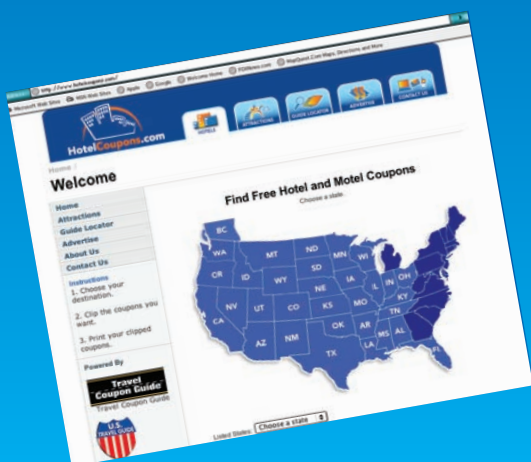 http://www.hotelcoupons.com/
Microsoft Web Sites MSN Web Sites Apple Google Welcome Home FOXNews.com MapQuest.Com Maps, Directions and More
HotelCoupons.com
HOTELS
ATTRACTIONS
GUIDE LOCATOR
ADVERTISE
CONTACT US
Home /
Welcome
Home
Attractions
Guide Locator
Advertise
About Us
Contact Us
Instructions
1. Choose your
destination.
2. Clip the coupons you
want.
3. Print your clipped
coupons.
Powered By
Travel
Coupon Guide
Travel Coupon Guide
U.S.
TRAVEL GUIDE
Find Free Hotel and Motel Coupons
Choose a state.
BC
WA
MT
ND
MN
WI
OR
ID
WY
SD
IA
IL
IN
OH
NE
NV
UT
CO
KS
MO
KY
CA
AZ
NM
OK
AR
TN
MS
AL
TX
LA
FL
Listed States: Choose a state